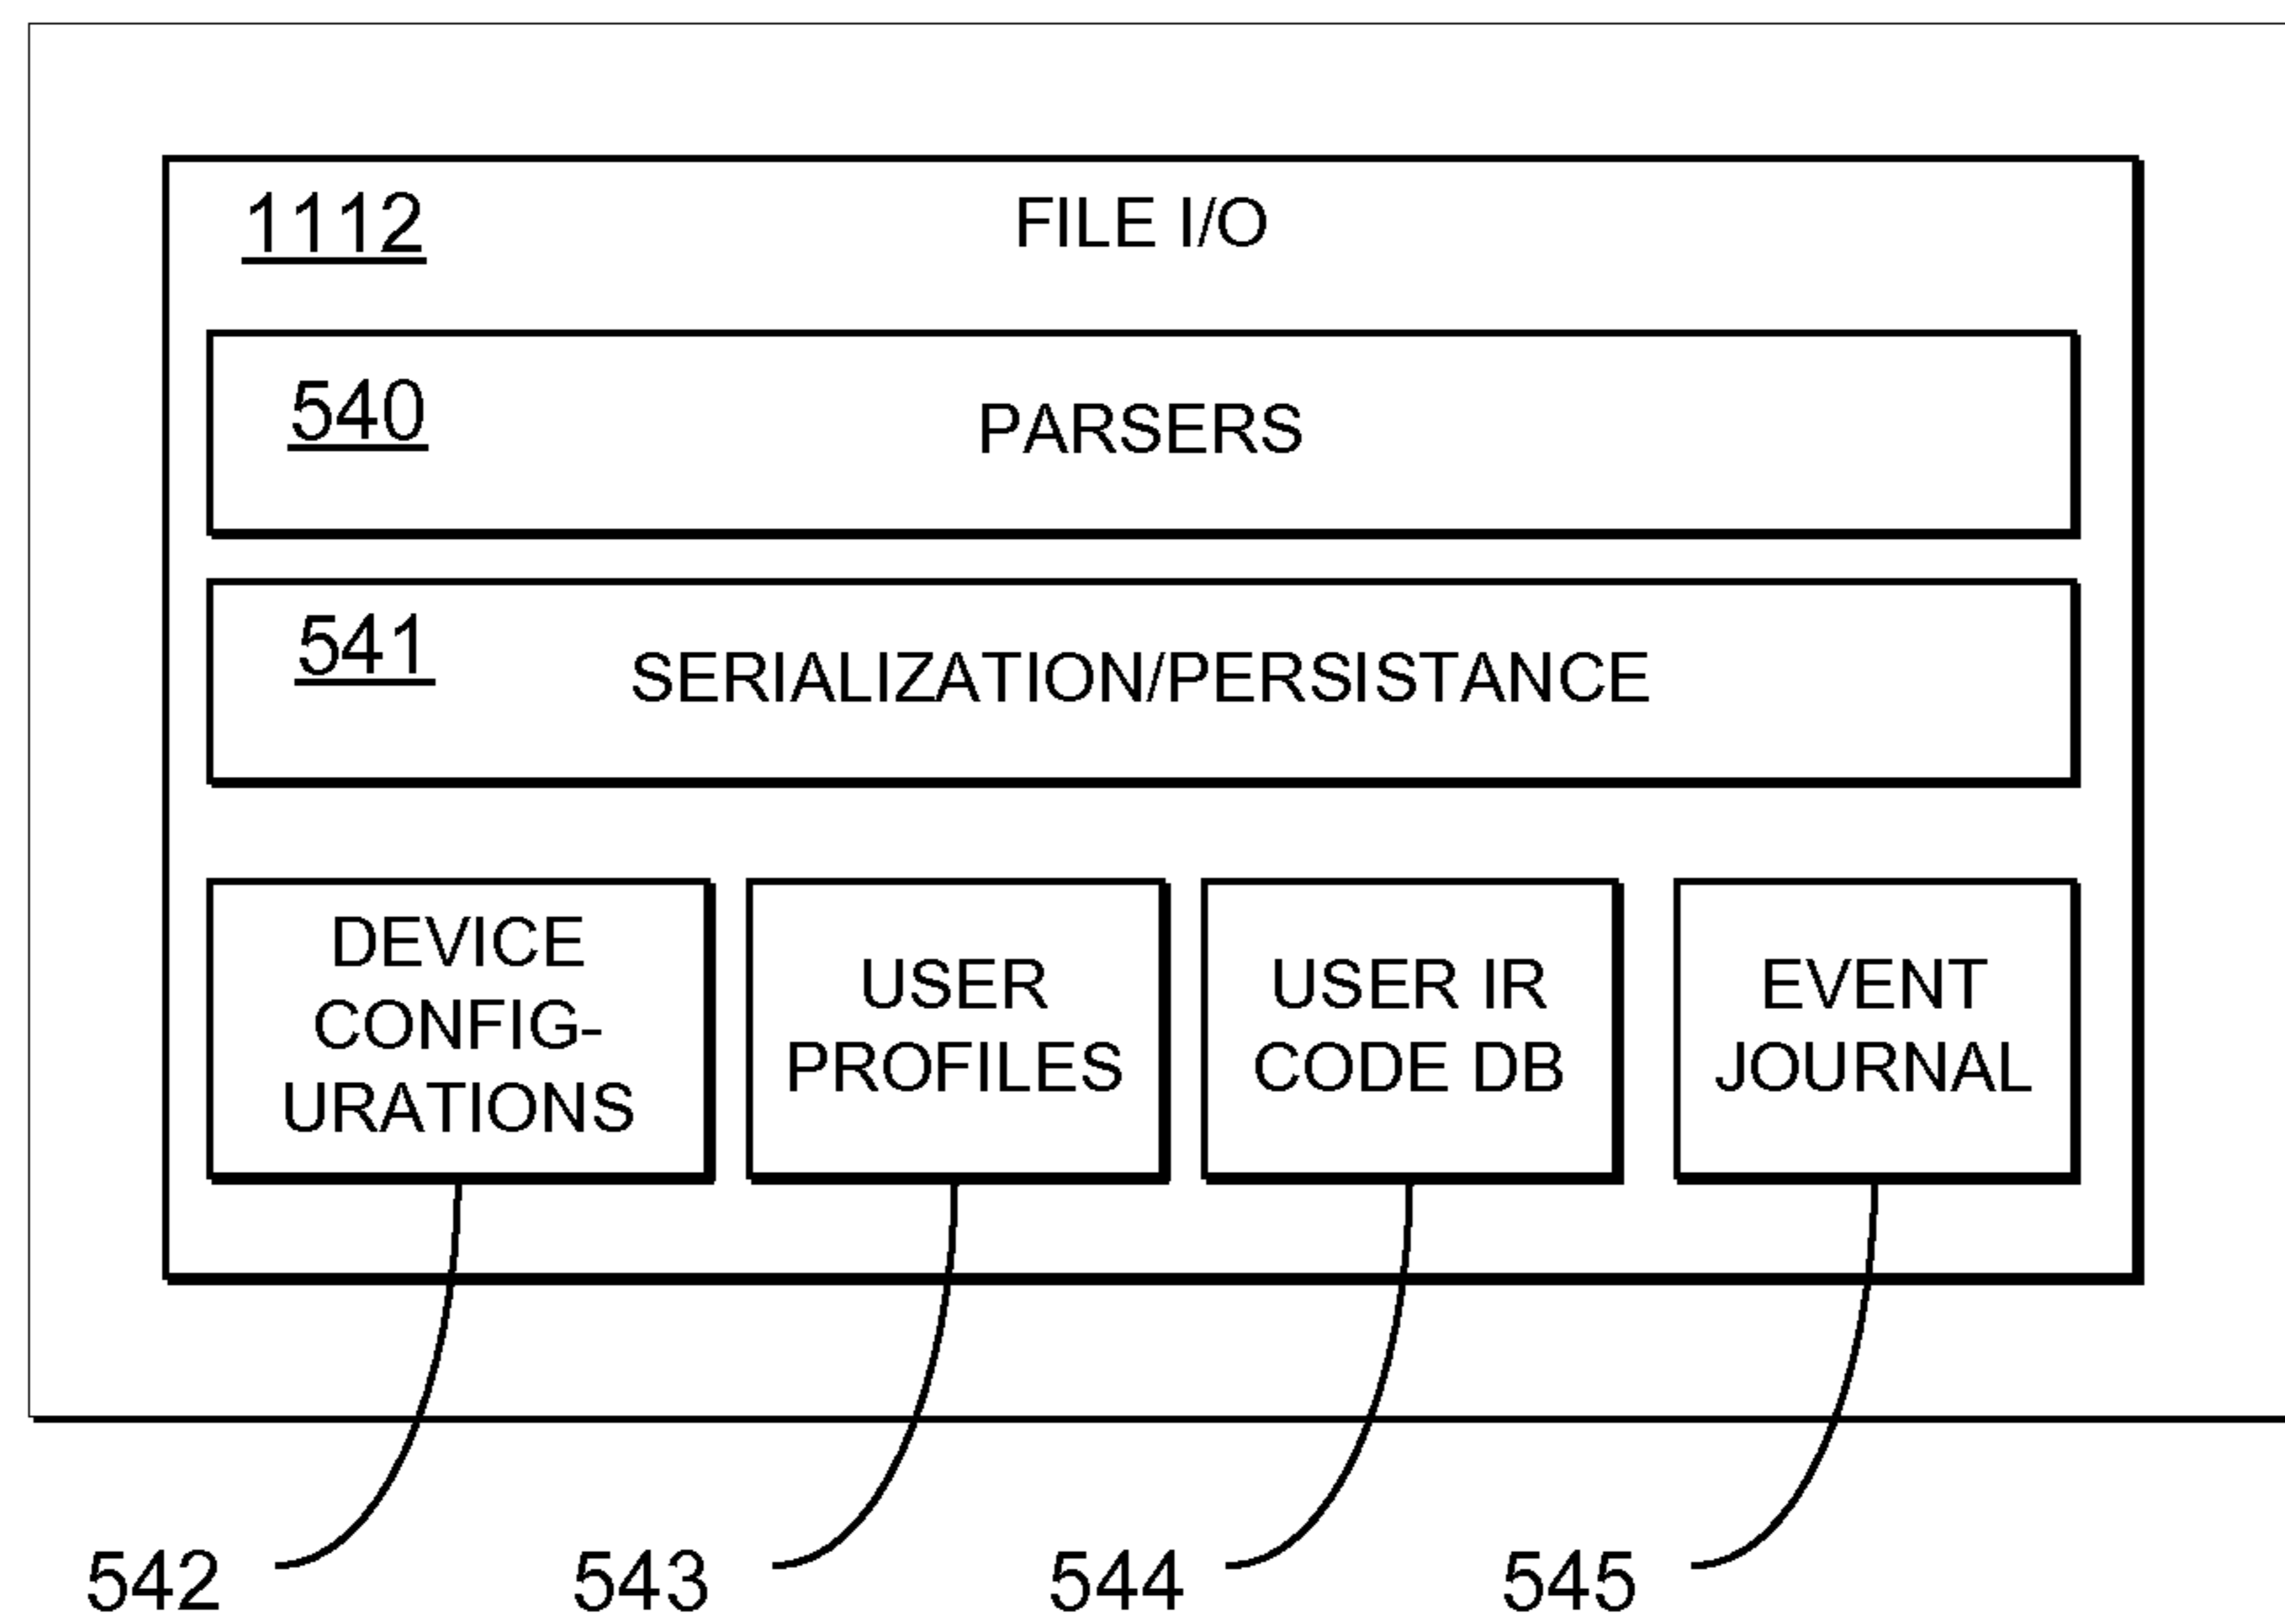 1112
FILE I/O
540
PARSERS
541
SERIALIZATION/PERSISTANCE
DEVICE
CONFIG-
URATIONS
USER
PROFILES
USER IR
CODE DB
EVENT
JOURNAL
542
543
544
545